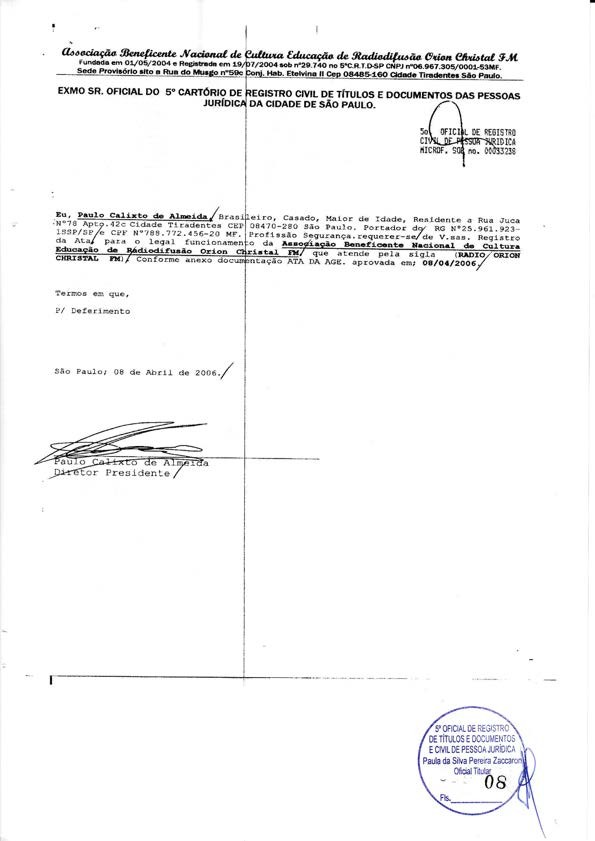 Associação Beneficente Nacional de Cultura Educação de Radiodifusão Orion Christal F.M
Fundada em 01/05/2004 e Registrada em 19/07/2004 sob nº29.740 no 5ºC.R.T.D-SP CNPJ nº06.967.305/0001-53MF.
Sede Provisório sito a Rua do Musgo nº59c Conj. Hab. Etelvina II Cep 08485-160 Cidade Tiradentes São Paulo.
EXMO SR. OFICIAL DO 5º CARTÓRIO DE REGISTRO CIVIL DE TÍTULOS E DOCUMENTOS DAS PESSOAS
JURÍDICA DA CIDADE DE SÃO PAULO.
5o. OFICIAL DE REGISTRO
CIVIL DE PESSOA JURIDICA
MICROF. SOB no. 00033238
Eu, Paulo Calixto de Almeida, Brasileiro, Casado, Maior de Idade, Residente a Rua Juca
Nº78 Apto.42c Cidade Tiradentes CEP 08470-280 São Paulo. Portador do RG Nº25.961.923-
1SSP/SP e CPF Nº788.772.456-20 MF. Profissão Segurança.requerer-se de V.sas. Registro
da Ata, para o legal funcionamento da Associação Beneficente Nacional de Cultura
Educação de Radiodifusão Orion Christal FM, que atende pela sigla (RADIO ORION
CHRISTAL FM), Conforme anexo documentação ATA DA AGE. aprovada em; 08/04/2006.
Termos em que,
P/ Deferimento
São Paulo; 08 de Abril de 2006.
Paulo Calixto de Almeida
Diretor Presidente
5º OFICIAL DE REGISTRO
DE TÍTULOS E DOCUMENTOS
E CIVIL DE PESSOA JURÍDICA
Paula da Silva Pereira Zaccaron
Oficial Titular
08
Fls.